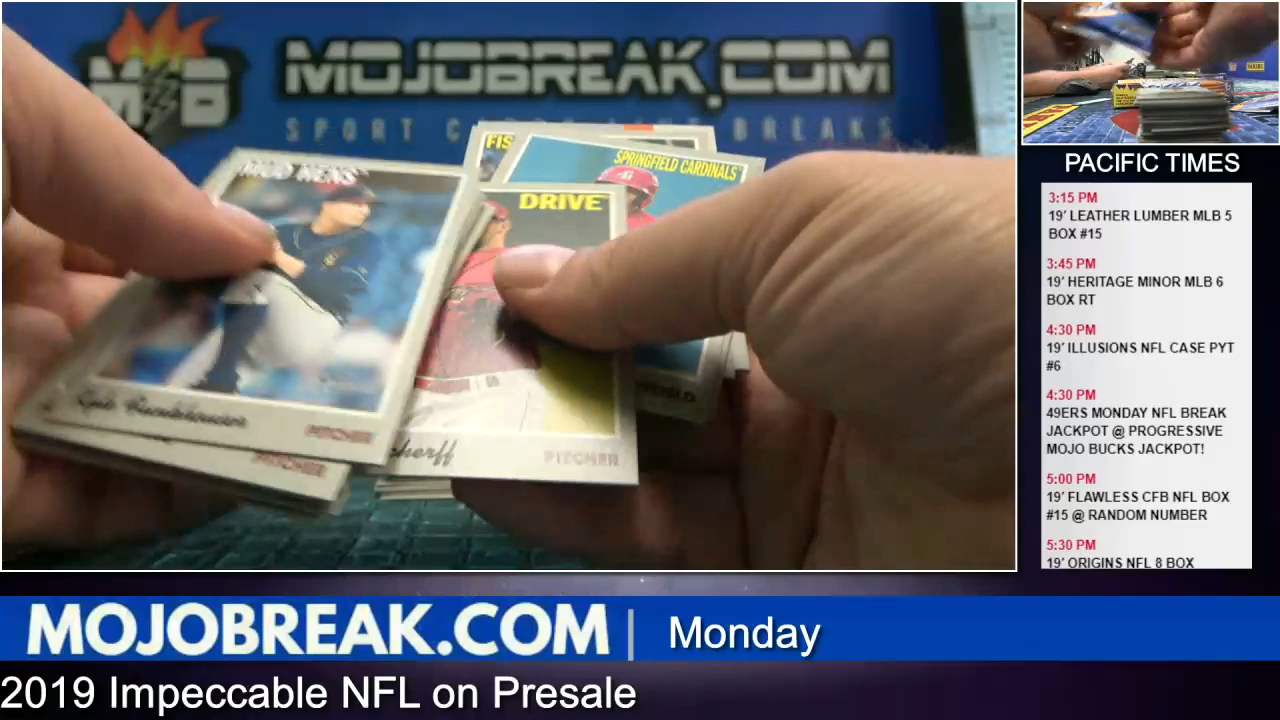 MOJOBREAK.COM
MB
FIS
SPRINGFIELD CARDINALS
DRIVE
MUD HENS
PITCHER
PITCHER
PITCHER
PACIFIC TIMES
3:15 PM
19' LEATHER LUMBER MLB 5
BOX #15
3:45 PM
19' HERITAGE MINOR MLB 6
BOX RT
4:30 PM
19' ILLUSIONS NFL CASE PYT
#6
4:30 PM
49ERS MONDAY NFL BREAK
JACKPOT @ PROGRESSIVE
MOJO BUCKS JACKPOT!
5:00 PM
19' FLAWLESS CFB NFL BOX
#15 @ RANDOM NUMBER
5:30 PM
19' ORIGINS NFL 8 BOX
MOJOBREAK.COM | Monday
2019 Impeccable NFL on Presale